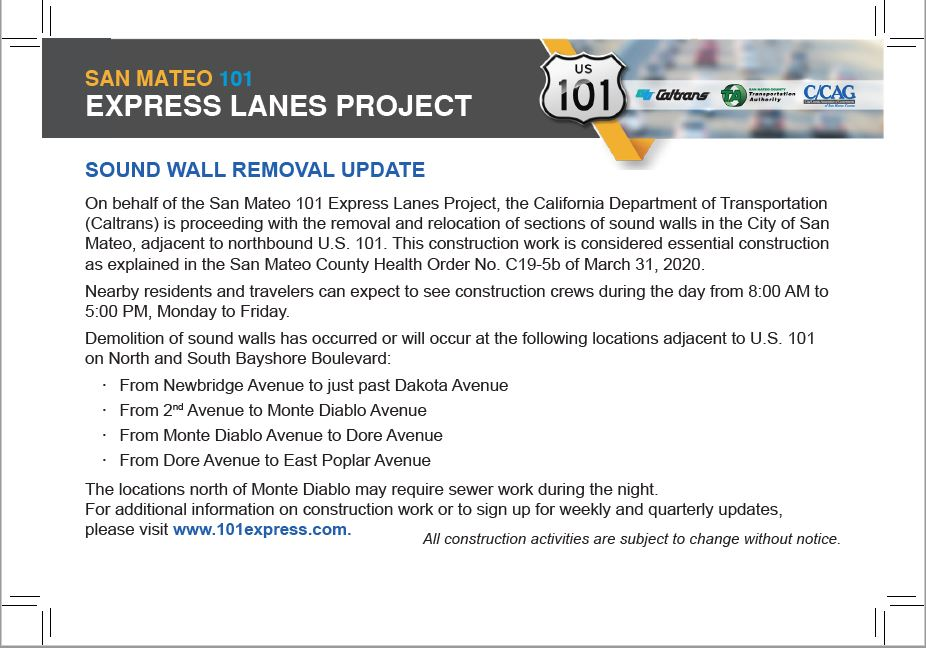 SAN MATEO 101
EXPRESS LANES PROJECT
US
101
Caltrans
TA
SAN MATEO COUNTY
Transportation
Authority
C/CAG
SOUND WALL REMOVAL UPDATE
On behalf of the San Mateo 101 Express Lanes Project, the California Department of Transportation
(Caltrans) is proceeding with the removal and relocation of sections of sound walls in the City of San
Mateo, adjacent to northbound U.S. 101. This construction work is considered essential construction
as explained in the San Mateo County Health Order No. C19-5b of March 31, 2020.
Nearby residents and travelers can expect to see construction crews during the day from 8:00 AM to
5:00 PM, Monday to Friday.
Demolition of sound walls has occurred or will occur at the following locations adjacent to U.S. 101
on North and South Bayshore Boulevard:
· From Newbridge Avenue to just past Dakota Avenue
· From 2nd Avenue to Monte Diablo Avenue
· From Monte Diablo Avenue to Dore Avenue
· From Dore Avenue to East Poplar Avenue
The locations north of Monte Diablo may require sewer work during the night.
For additional information on construction work or to sign up for weekly and quarterly updates,
please visit www.101express.com.
All construction activities are subject to change without notice.